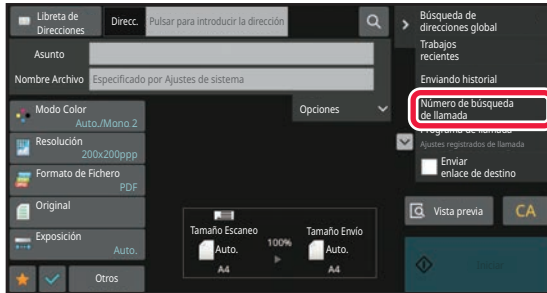 Libreta de
Direcciones
Direcc.
Pulsar para introducir la dirección
Asunto
Nombre Archivo
Especificado por Ajustes de sistema
Modo Color
Auto./Mono 2
Resolución
200x200ppp
Formato de Fichero
PDF
Original
Exposición
Auto.
Otros
Opciones
Tamaño Escaneo
Auto.
A4
100%
Tamaño Envío
Auto.
A4
Búsqueda de
direcciones global
Trabajos
recientes
Enviando historial
Número de búsqueda
de llamada
Programa de llamada
Ajustes registrados de llamada
Enviar
enlace de destino
Vista previa
CA